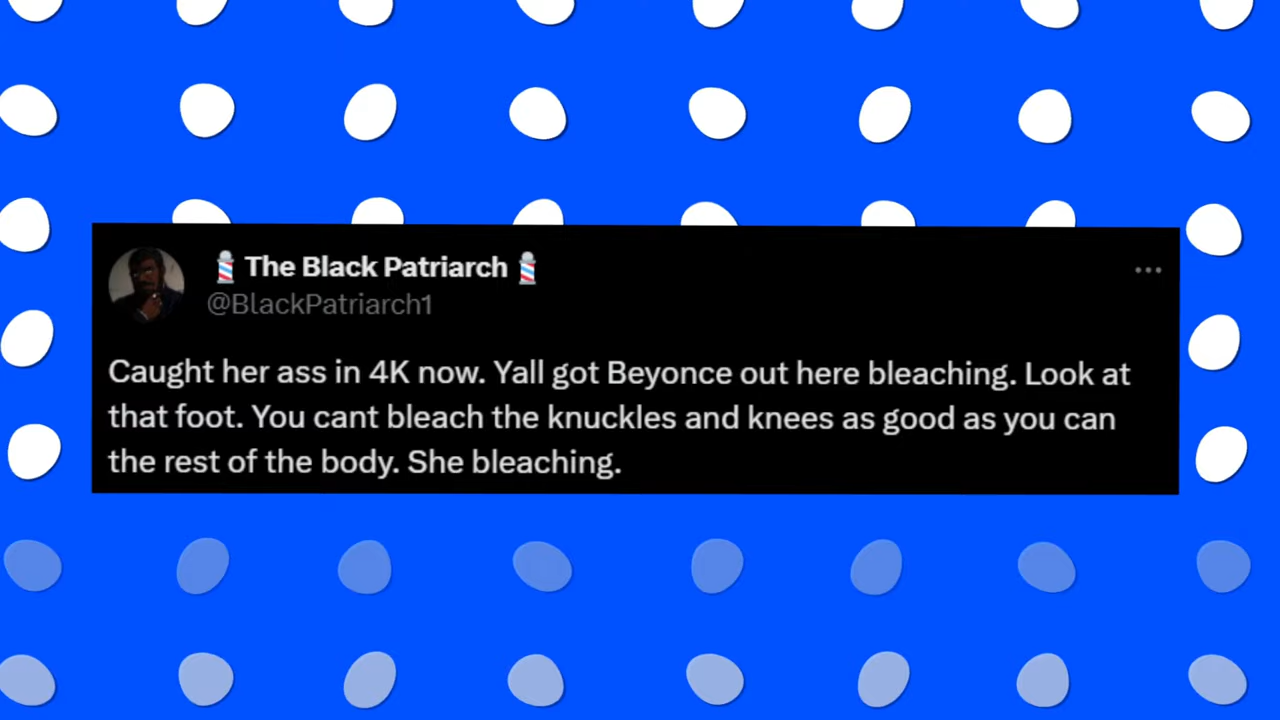 💈The Black Patriarch💈
@BlackPatriarch1
Caught her ass in 4K now. Yall got Beyonce out here bleaching. Look at
that foot. You cant bleach the knuckles and knees as good as you can
the rest of the body. She bleaching.